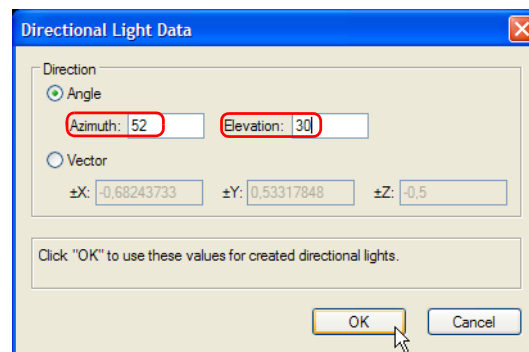 Directional Light Data
Direction
Angle
Azimuth: 52 Elevation: 30
Vector
±X: -0,68243733 ±Y: 0,53317848 ±Z: -0,5
Click "OK" to use these values for created directional lights.
OK Cancel